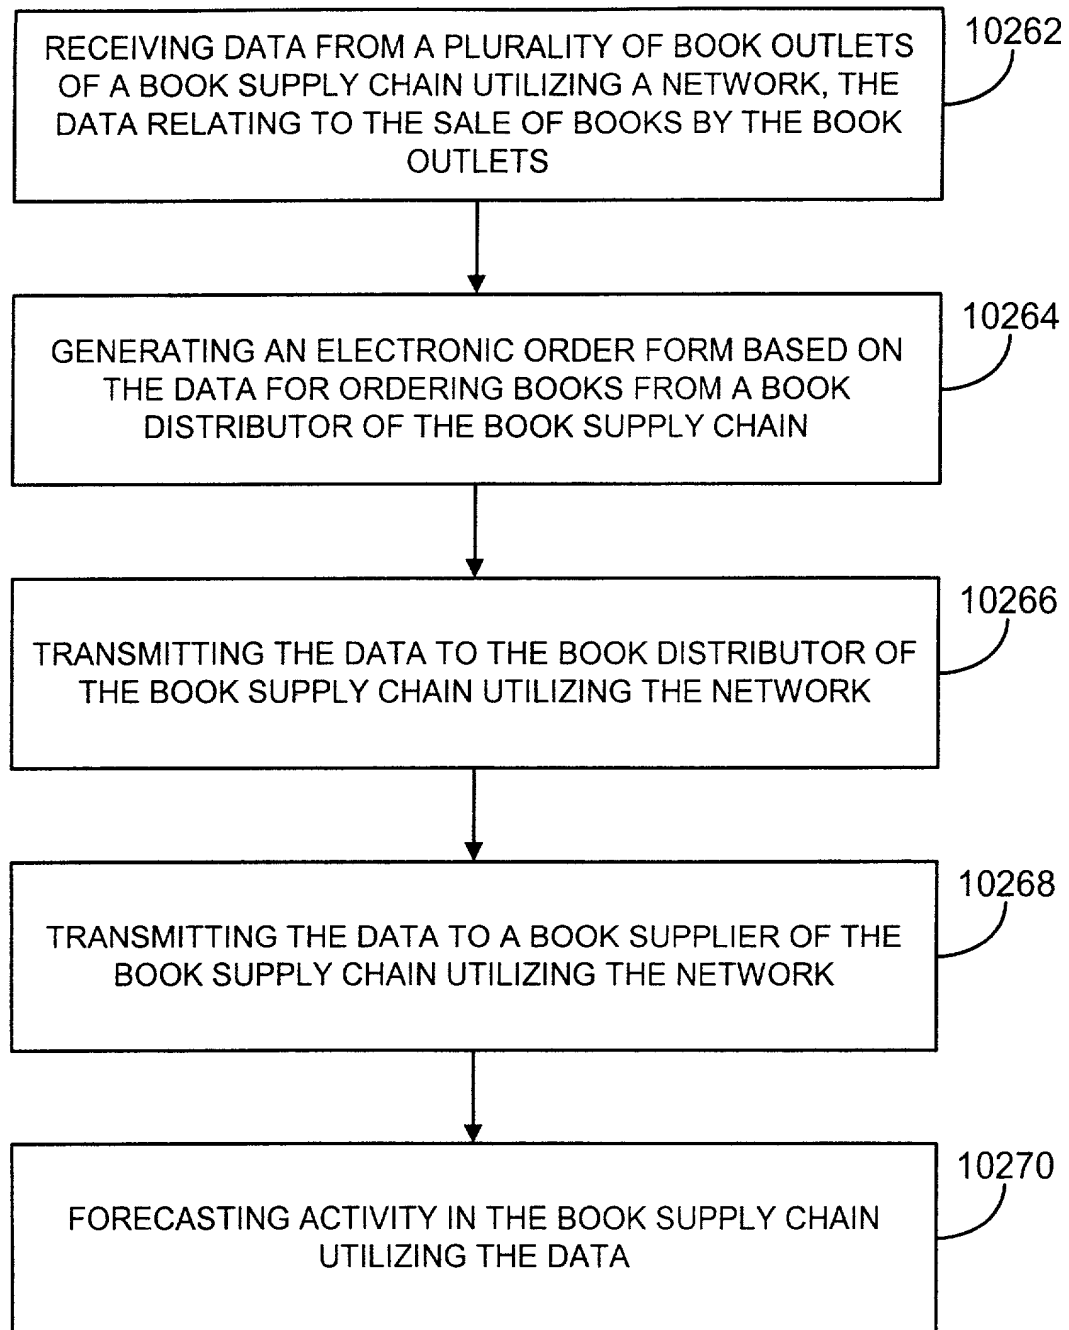 RECEIVING DATA FROM A PLURALITY OF BOOK OUTLETS
OF A BOOK SUPPLY CHAIN UTILIZING A NETWORK, THE
DATA RELATING TO THE SALE OF BOOKS BY THE BOOK
OUTLETS
10262
GENERATING AN ELECTRONIC ORDER FORM BASED ON
THE DATA FOR ORDERING BOOKS FROM A BOOK
DISTRIBUTOR OF THE BOOK SUPPLY CHAIN
10264
TRANSMITTING THE DATA TO THE BOOK DISTRIBUTOR OF
THE BOOK SUPPLY CHAIN UTILIZING THE NETWORK
10266
TRANSMITTING THE DATA TO A BOOK SUPPLIER OF THE
BOOK SUPPLY CHAIN UTILIZING THE NETWORK
10268
FORECASTING ACTIVITY IN THE BOOK SUPPLY CHAIN
UTILIZING THE DATA
10270